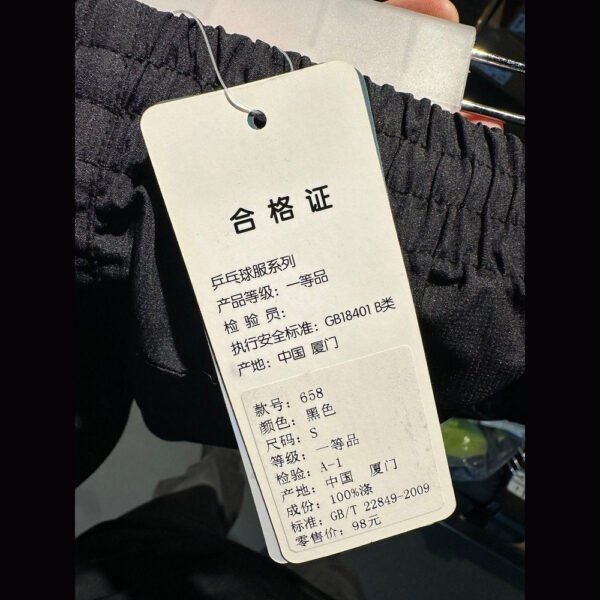 合格证
乒乓球服系列
产品等级：一等品
检 验 员：
执行安全标准：GB18401 B类
产地：中国 厦门
款号：658
颜色：黑色
尺码：S
等级：一等品
检验：A-1
产地：中国 厦门
成份：100%涤
标准：GB/T 22849-2009
零售价：98元